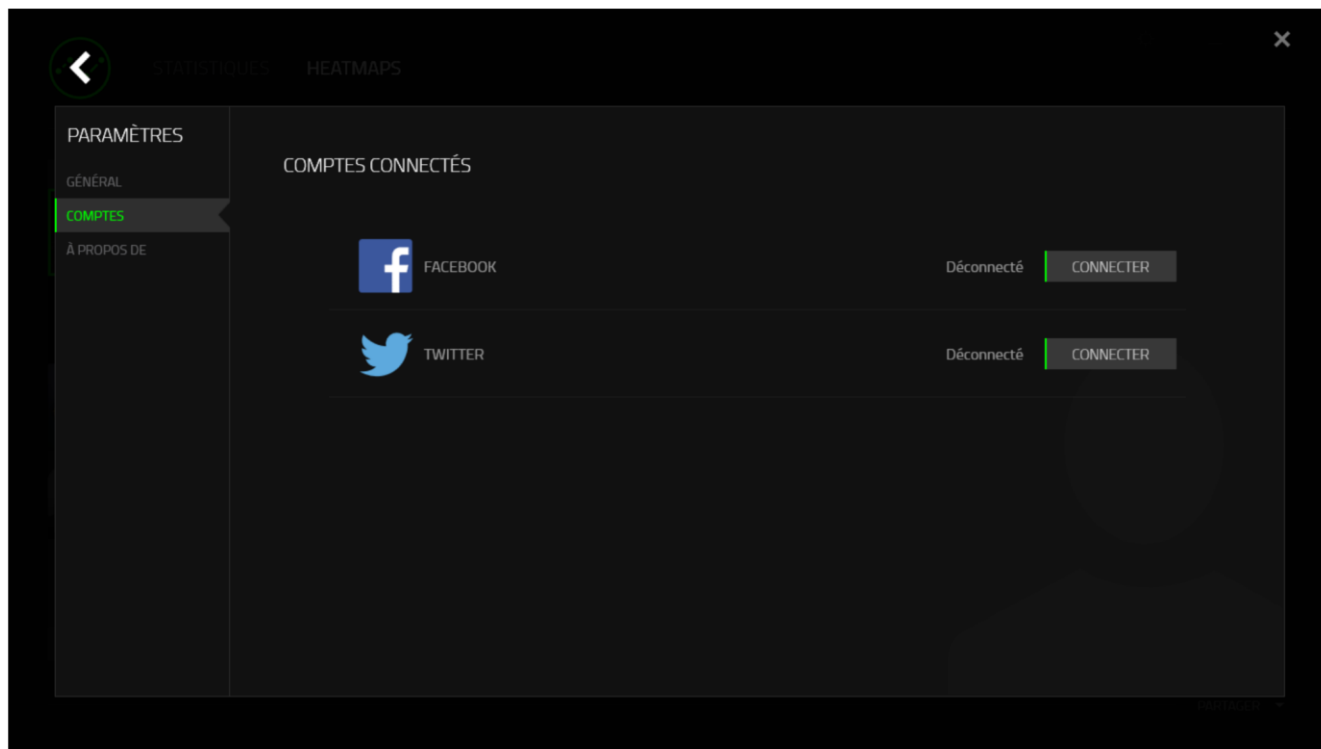 STATISTIQUES HEATMAPS
PARAMÈTRES
GÉNÉRAL
COMPTES
À PROPOS DE
COMPTES CONNECTÉS
FACEBOOK Déconnecté CONNECTER
TWITTER Déconnecté CONNECTER
PARTAGER